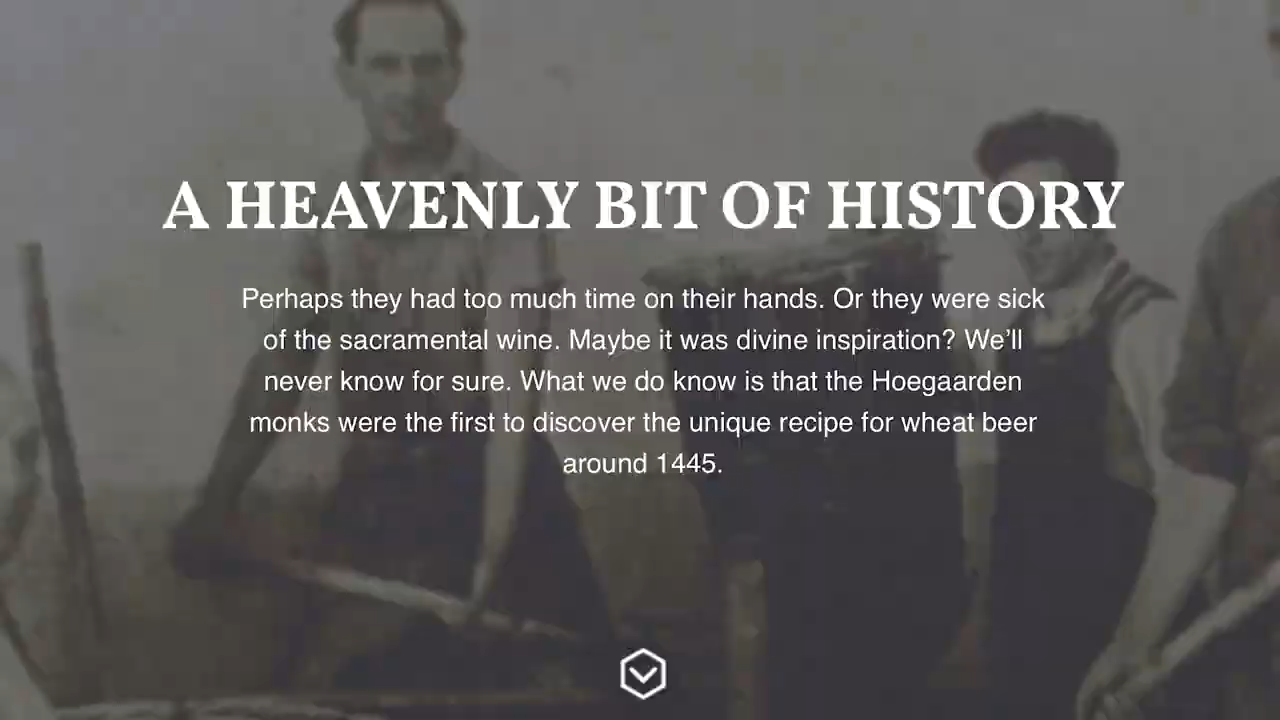 A HEAVENLY BIT OF HISTORY
Perhaps they had too much time on their hands. Or they were sick
of the sacramental wine. Maybe it was divine inspiration? We’ll
never know for sure. What we do know is that the Hoegaarden
monks were the first to discover the unique recipe for wheat beer
around 1445.